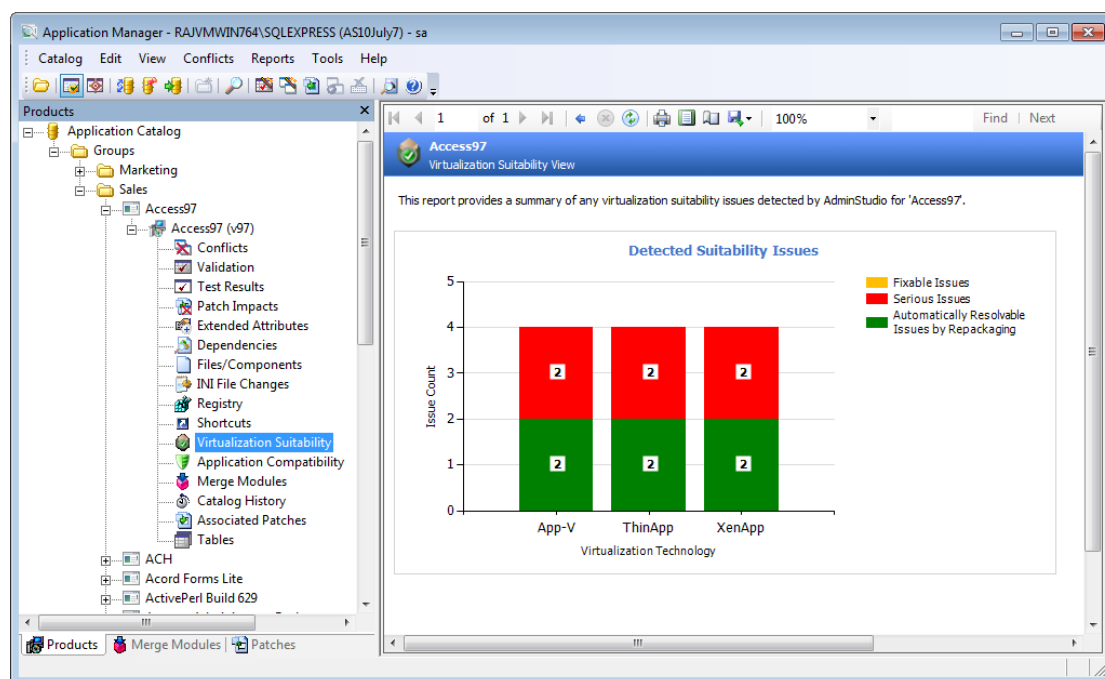 Application Manager - RAJVMWIN764\SQLEXPRESS (AS10July7) - sa
Catalog Edit View Conflicts Reports Tools Help
Products
Application Catalog
Groups
Marketing
Sales
Access97
Access97 (v97)
Conflicts
Validation
Test Results
Patch Impacts
Extended Attributes
Dependencies
Files/Components
INI File Changes
Registry
Shortcuts
Virtualization Suitability
Application Compatibility
Merge Modules
Catalog History
Associated Patches
Tables
ACH
Acord Forms Lite
ActivePerl Build 629
Products Merge Modules Patches
1 of 1 100% Find | Next
Access97
Virtualization Suitability View
This report provides a summary of any virtualization suitability issues detected by AdminStudio for 'Access97'.
Detected Suitability Issues
Fixable Issues
Serious Issues
Automatically Resolvable
Issues by Repackaging
Issue Count
5
4
3
2
1
0
2 2 2
2 2 2
App-V ThinApp XenApp
Virtualization Technology